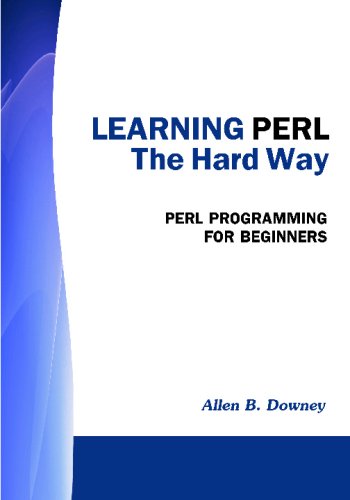 LEARNING PERL
The Hard Way
PERL PROGRAMMING
FOR BEGINNERS
Allen B. Downey